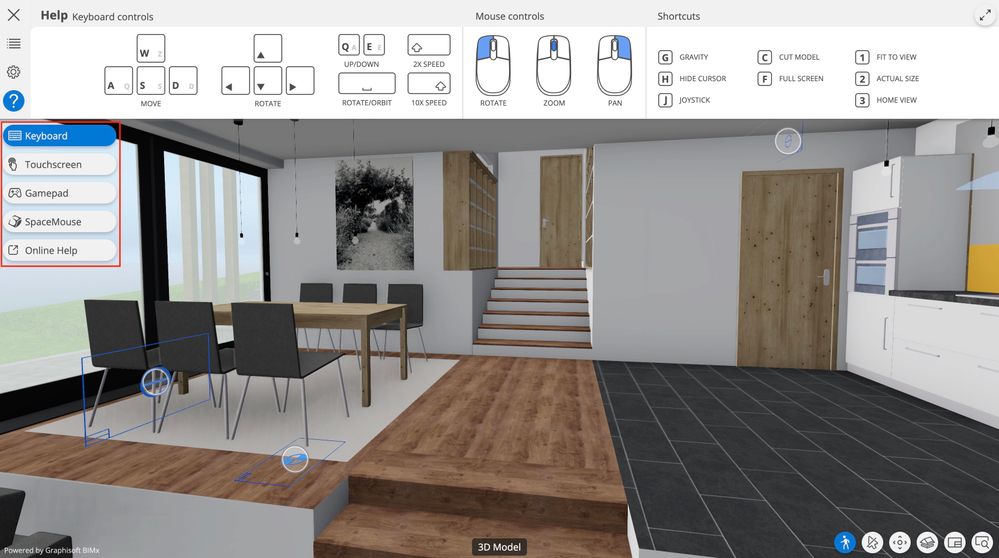 Help Keyboard controls
Mouse controls
Shortcuts
W Z
A Q
S S
D D
MOVE
ROTATE
Q A
E E
UP/DOWN
2X SPEED
ROTATE/ORBIT
10X SPEED
ROTATE
ZOOM
PAN
G GRAVITY
H HIDE CURSOR
J JOYSTICK
C CUT MODEL
F FULL SCREEN
1 FIT TO VIEW
2 ACTUAL SIZE
3 HOME VIEW
?
Keyboard
Touchscreen
Gamepad
SpaceMouse
Online Help
Powered by Graphisoft BIMx
3D Model